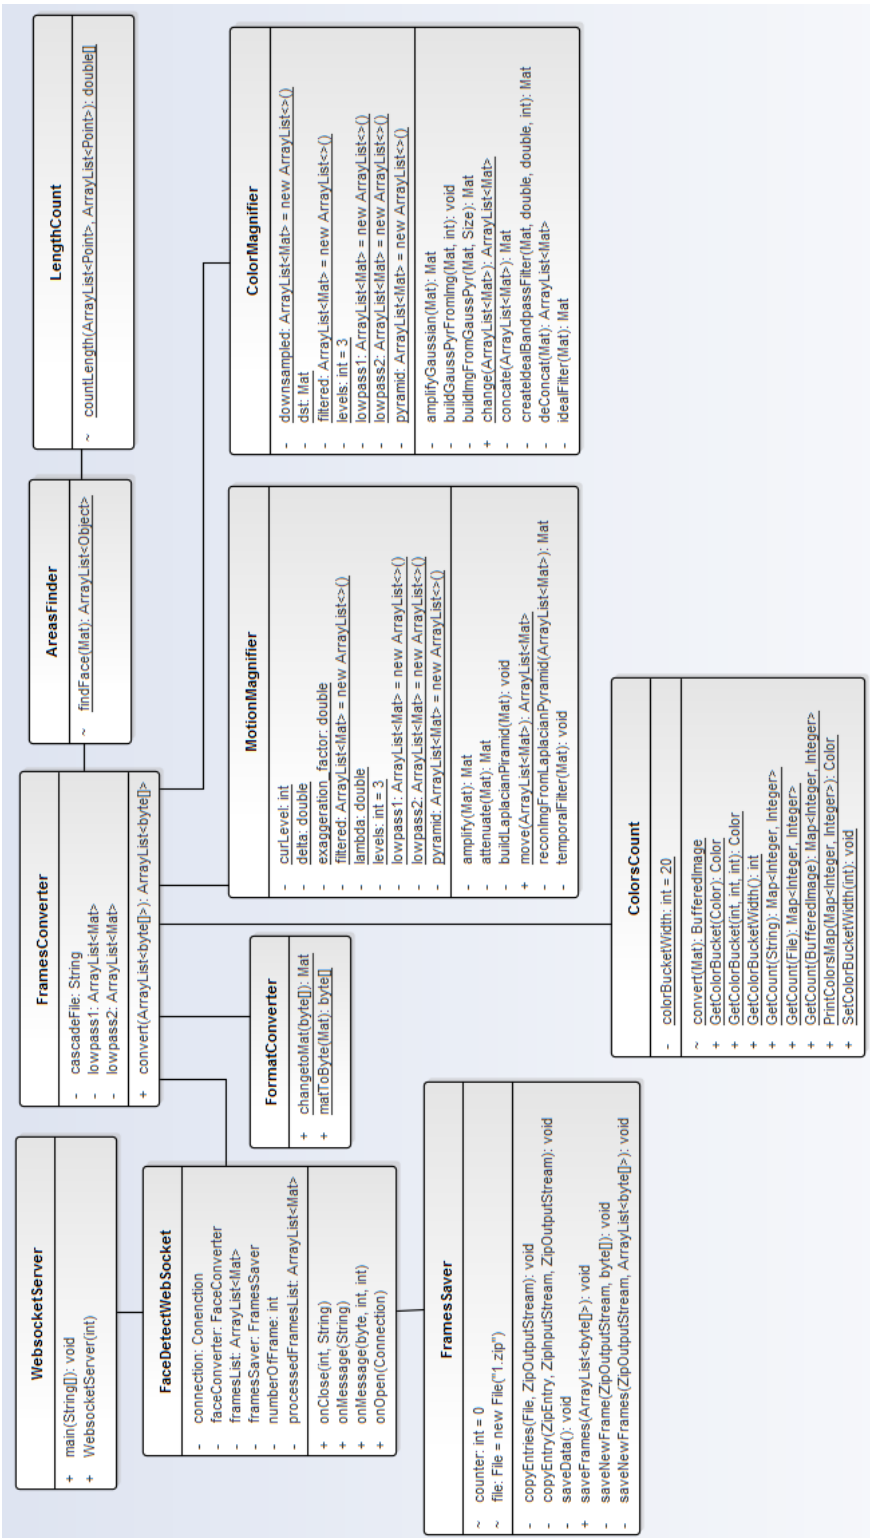 WebsocketServer
+ main(String[]): void
+ WebsocketServer(int)
FaceDetectWebSocket
- connection: Conenction
- faceConverter: FaceConverter
- framesList: ArrayList<Mat>
- framesSaver: FramesSaver
- numberOfFrame: int
- processedFramesList: ArrayList<Mat>
+ onClose(int, String)
+ onMessage(String)
+ onMessage(byte, int, int)
+ onOpen(Connection)
FramesSaver
~ counter: int = 0
~ file: File = new File("1.zip")
- copyEntries(File, ZipOutputStream): void
- copyEntry(ZipEntry, ZipInputStream, ZipOutputStream): void
- saveData(): void
+ saveFrames(ArrayList<byte[]>): void
- saveNewFrame(ZipOutputStream, byte[]): void
- saveNewFrames(ZipOutputStream, ArrayList<byte[]>): void
FramesConverter
- cascadeFile: String
- lowpass1: ArrayList<Mat>
- lowpass2: ArrayList<Mat>
+ convert(ArrayList<byte[]>): ArrayList<byte[]>
FormatConverter
+ changetoMat(byte[]): Mat
+ matToByte(Mat): byte[]
AreasFinder
~ findFace(Mat): ArrayList<Object>
LengthCount
~ countLength(ArrayList<Point>, ArrayList<Point>): double[]
MotionMagnifier
- curLevel: int
- delta: double
- exaggeration_factor: double
- filtered: ArrayList<Mat> = new ArrayList<>()
- lambda: double
- levels: int = 3
- lowpass1: ArrayList<Mat> = new ArrayList<>()
- lowpass2: ArrayList<Mat> = new ArrayList<>()
- pyramid: ArrayList<Mat> = new ArrayList<>()
- amplify(Mat): Mat
- attenuate(Mat): Mat
- buildLaplacianPiramid(Mat): void
+ move(ArrayList<Mat>): ArrayList<Mat>
- reconImgFromLaplacianPyramid(ArrayList<Mat>): Mat
- temporalFilter(Mat): void
ColorMagnifier
- downsampled: ArrayList<Mat> = new ArrayList<>()
- dst: Mat
- filtered: ArrayList<Mat> = new ArrayList<>()
- levels: int = 3
- lowpass1: ArrayList<Mat> = new ArrayList<>()
- lowpass2: ArrayList<Mat> = new ArrayList<>()
- pyramid: ArrayList<Mat> = new ArrayList<>()
- amplifyGaussian(Mat): Mat
- buildGaussPyrFromImg(Mat, int): void
- buildImgFromGaussPyr(Mat, Size): Mat
+ change(ArrayList<Mat>): ArrayList<Mat>
- concate(ArrayList<Mat>): Mat
- createIdealBandpassFilter(Mat, double, double, int): Mat
- deConcat(Mat): ArrayList<Mat>
- idealFilter(Mat): Mat
ColorsCount
- colorBucketWidth: int = 20
~ convert(Mat): BufferedImage
+ GetColorBucket(Color): Color
+ GetColorBucket(int, int, int): Color
+ GetColorBucketWidth(): int
+ GetCount(String): Map<Integer, Integer>
+ GetCount(File): Map<Integer, Integer>
+ GetCount(BufferedImage): Map<Integer, Integer>
+ PrintColorsMap(Map<Integer, Integer>): Color
+ SetColorBucketWidth(int): void